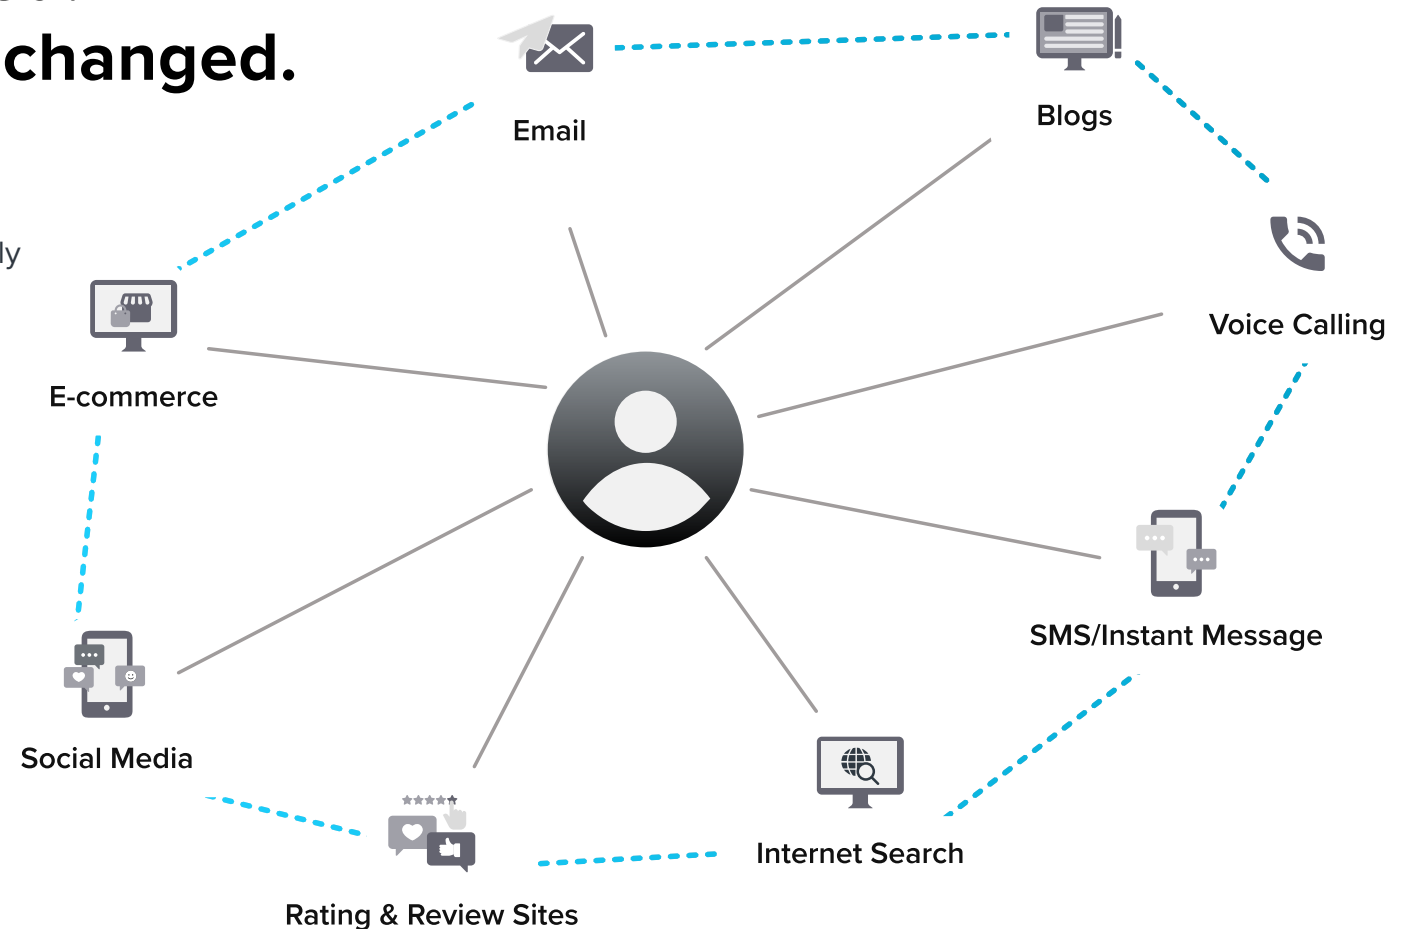 changed.
Email
Blogs
ly
Voice Calling
E-commerce
SMS/Instant Message
Social Media
Internet Search
Rating & Review Sites